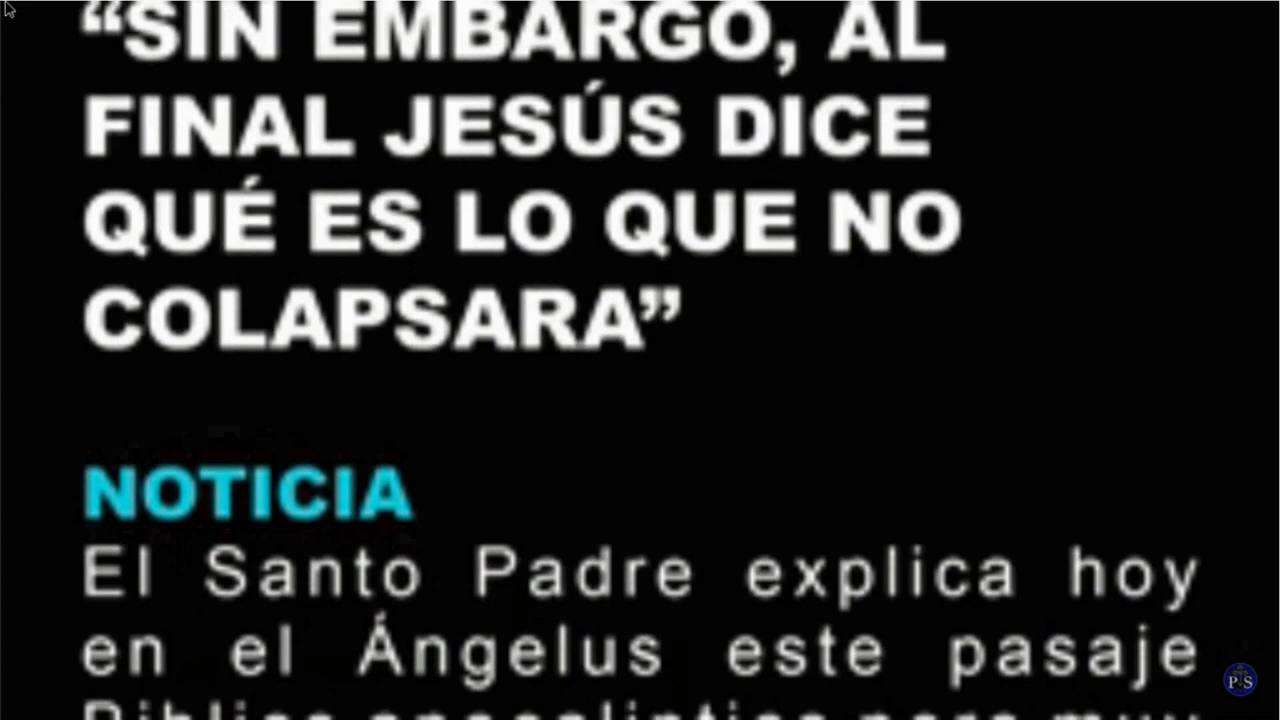 “SIN EMBARGO, AL
FINAL JESÚS DICE
QUÉ ES LO QUE NO
COLAPSARA”
NOTICIA
El Santo Padre explica hoy
en el Ángelus este pasaje
PS